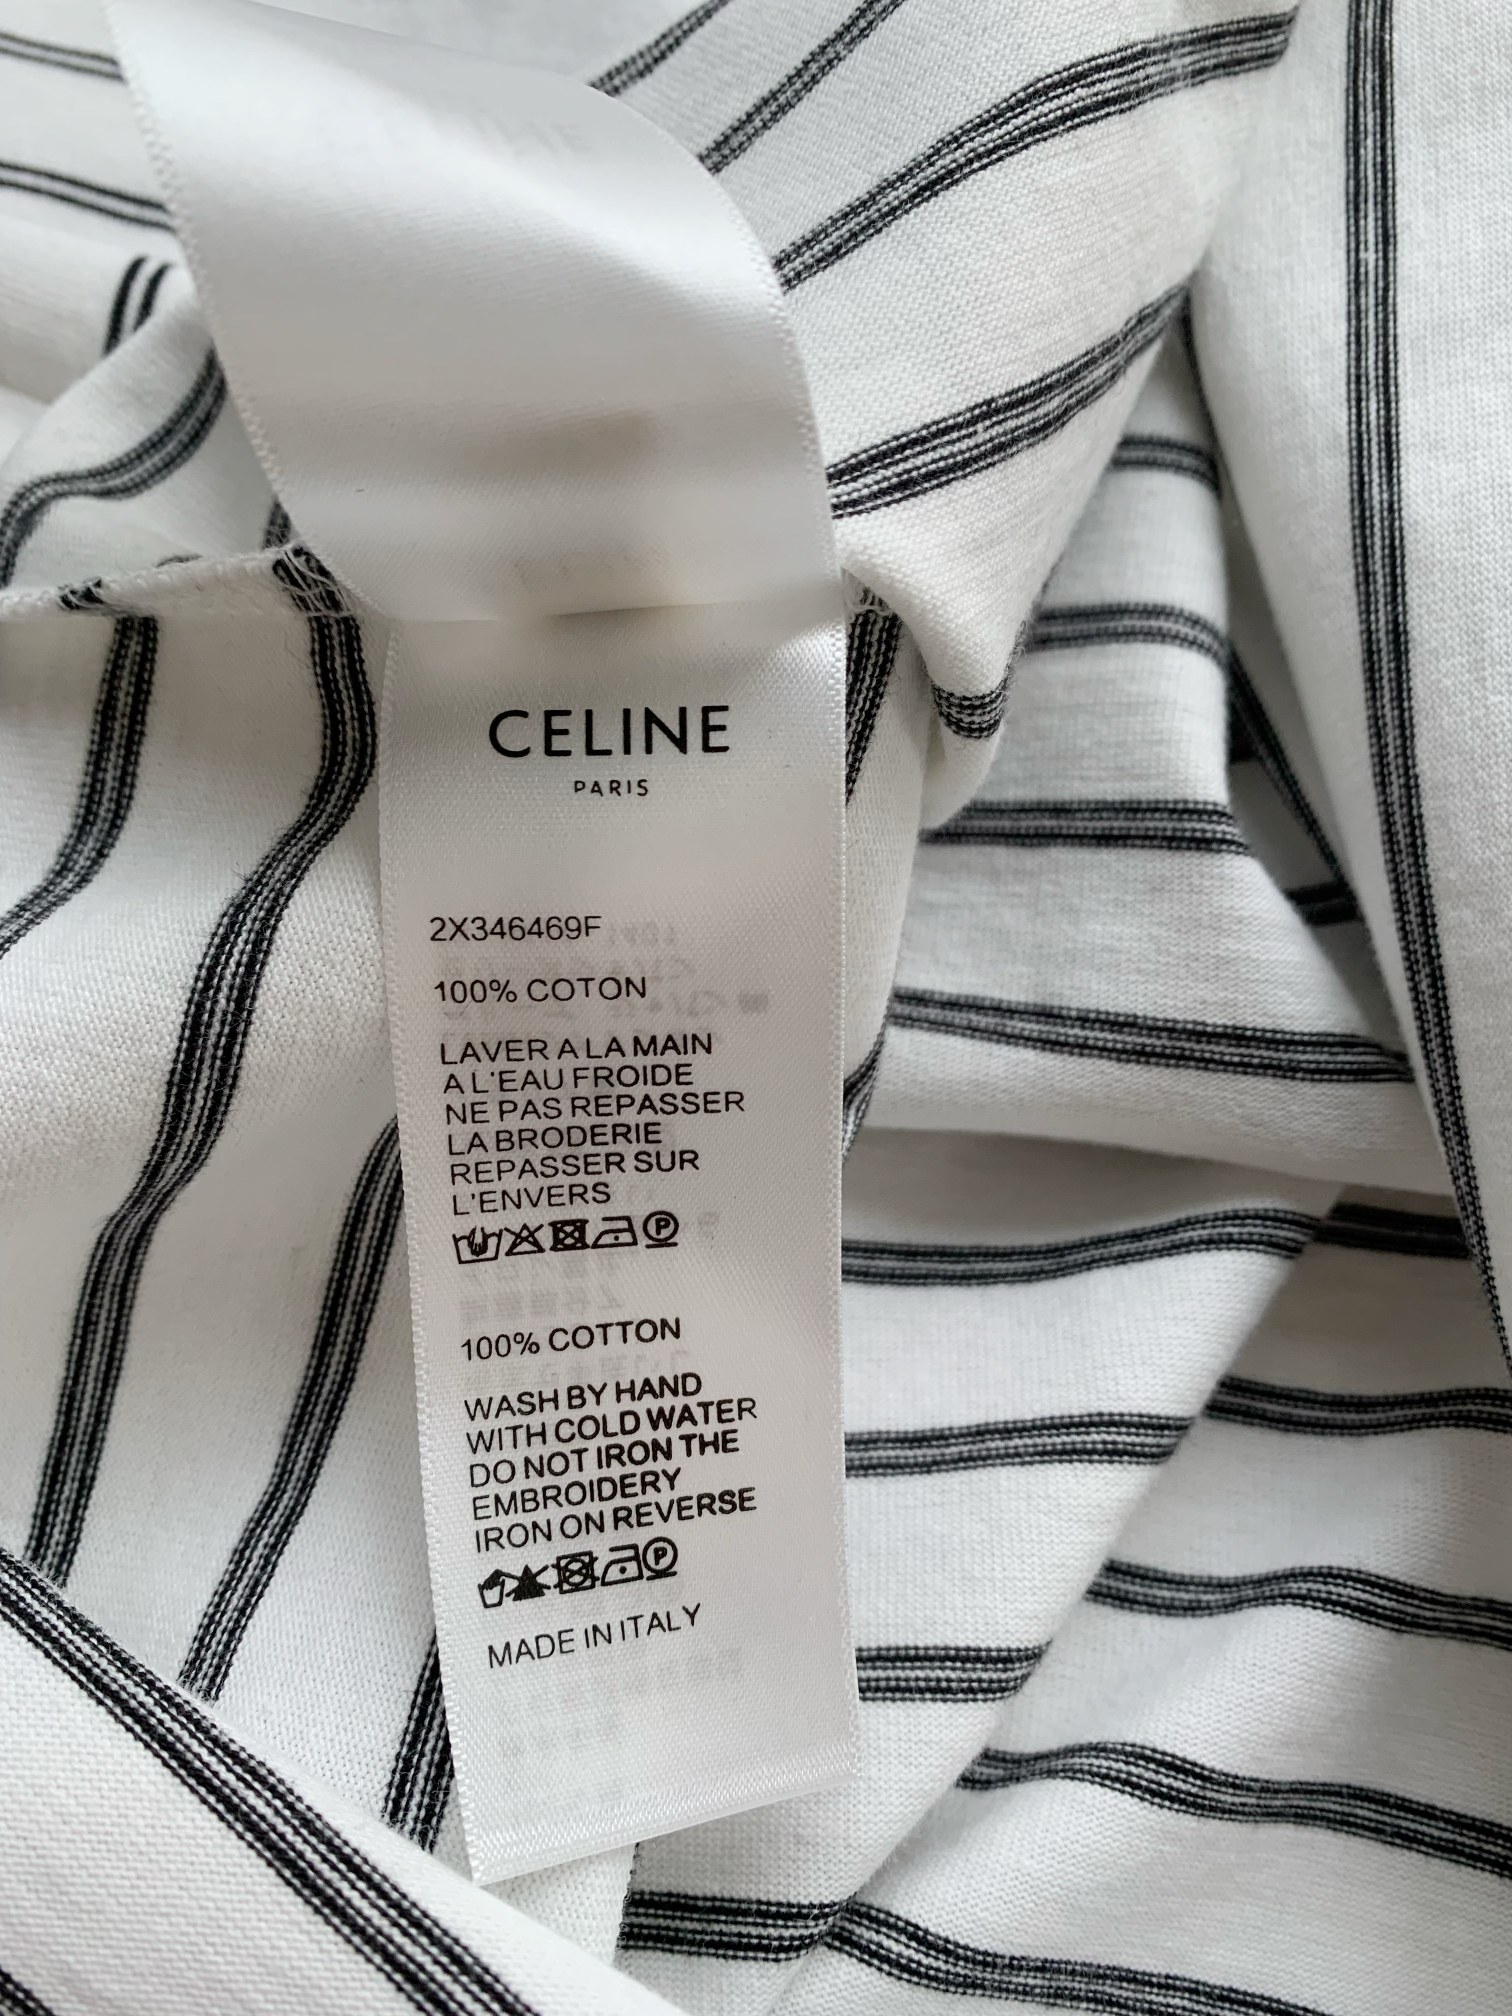 CELINE
PARIS
2X346469F
100% COTON
LAVER A LA MAIN
A L'EAU FROIDE
NE PAS REPASSER
LA BRODERIE
REPASSER SUR
L'ENVERS
P
100% COTTON
WASH BY HAND
WITH COLD WATER
DO NOT IRON THE
EMBROIDERY
IRON ON REVERSE
P
MADE IN ITALY